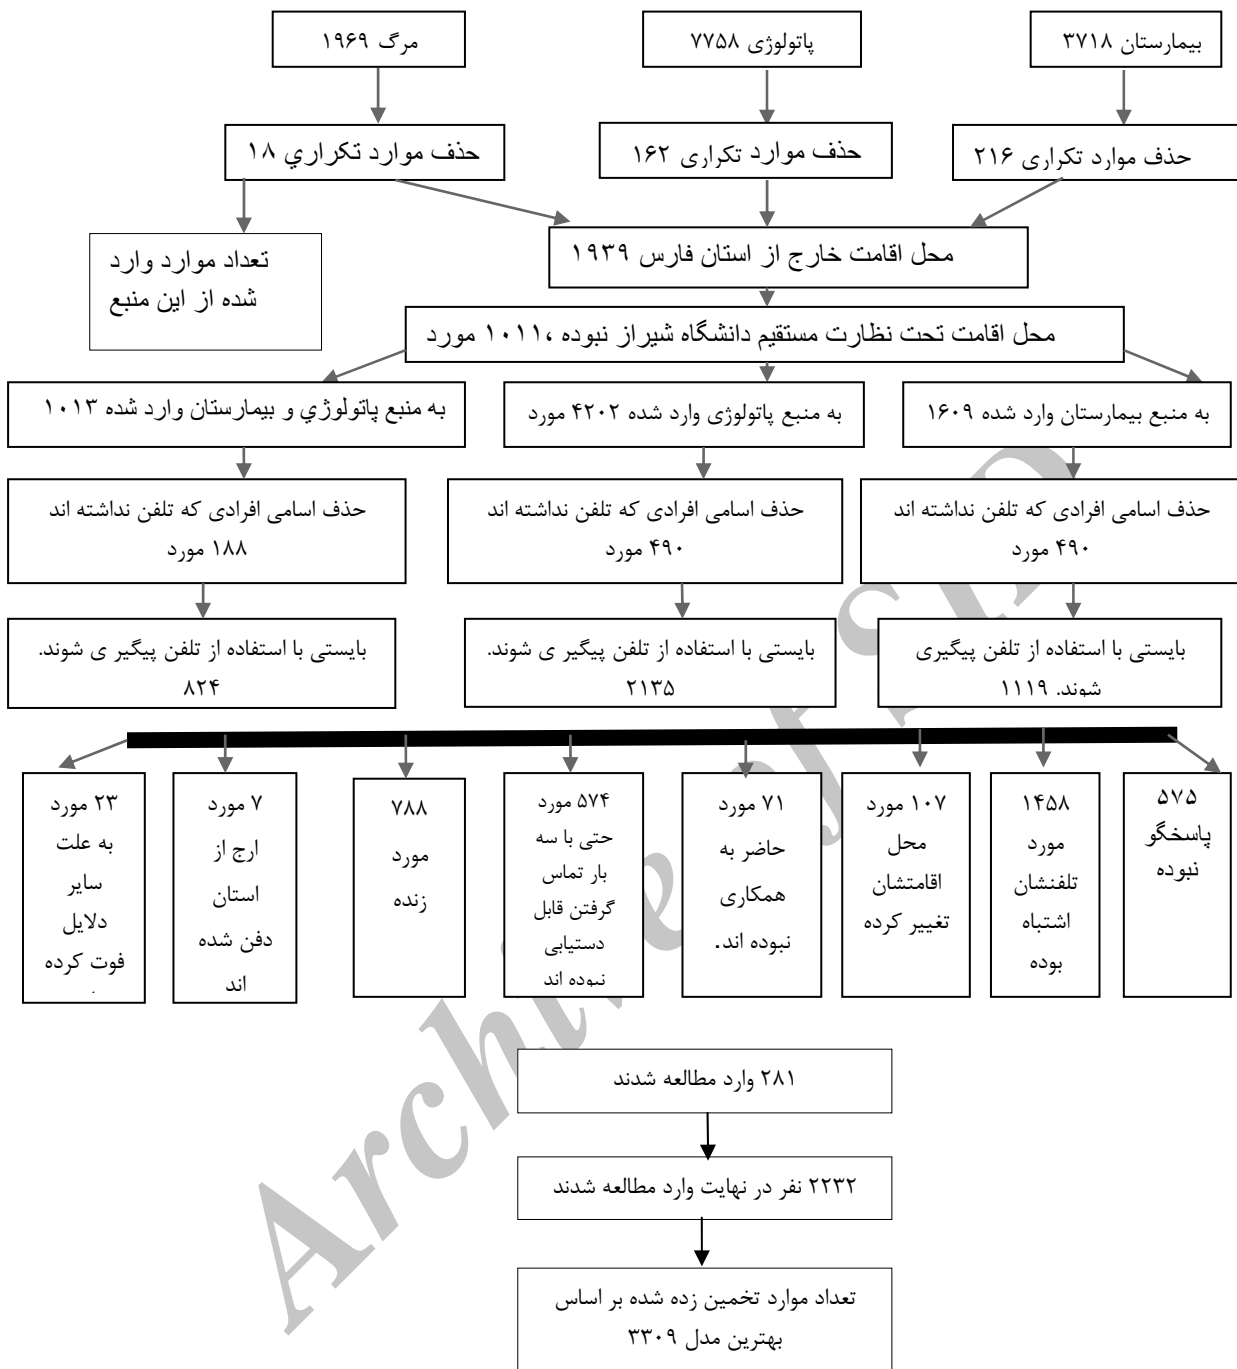 بیمارستان ۳۷۱۸
پاتولوژی ۷۷۵۸
مرگ ۱۹۶۹
حذف موارد تکراری ۲۱۶
حذف موارد تکراری ۱۶۲
حذف موارد تکراري ۱۸
محل اقامت خارج از استان فارس ۱۹۳۹
تعداد موارد وارد
شده از این منبع
محل اقامت تحت نظارت مستقیم دانشگاه شیراز نبوده ،۱۰۱۱ مورد
به منبع بیمارستان وارد شده ۱۶۰۹
به منبع پاتولوژی وارد شده ۴۲۰۲ مورد
به منبع پاتولوژي و بیمارستان وارد شده ۱۰۱۳
حذف اسامی افرادی که تلفن نداشته اند
۴۹۰ مورد
حذف اسامی افرادی که تلفن نداشته اند
۴۹۰ مورد
حذف اسامی افرادی که تلفن نداشته اند
۱۸۸ مورد
بایستی با استفاده از تلفن پیگیری
شوند. ۱۱۱۹
بایستی با استفاده از تلفن پیگیر ی شوند.
۲۱۳۵
بایستی با استفاده از تلفن پیگیر ی شوند.
۸۲۴
۵۷۵
پاسخگو
نبوده
۱۴۵۸
مورد
تلفنشان
اشتباه
بوده
۱۰۷ مورد
محل
اقامتشان
تغییر کرده
۷۱ مورد
حاضر به
همکاری
نبوده اند.
۵۷۴ مورد
حتی با سه
بار تماس
گرفتن قابل
دستیابی
نبوده اند
۷۸۸
مورد
زنده
۷ مورد
ارج از
استان
دفن شده
اند
۲۳ مورد
به علت
سایر
دلایل
فوت کرده
۲۸۱ وارد مطالعه شدند
۲۲۳۲ نفر در نهایت وارد مطالعه شدند
تعداد موارد تخمین زده شده بر اساس
بهترین مدل ۳۳۰۹
Archive of SID